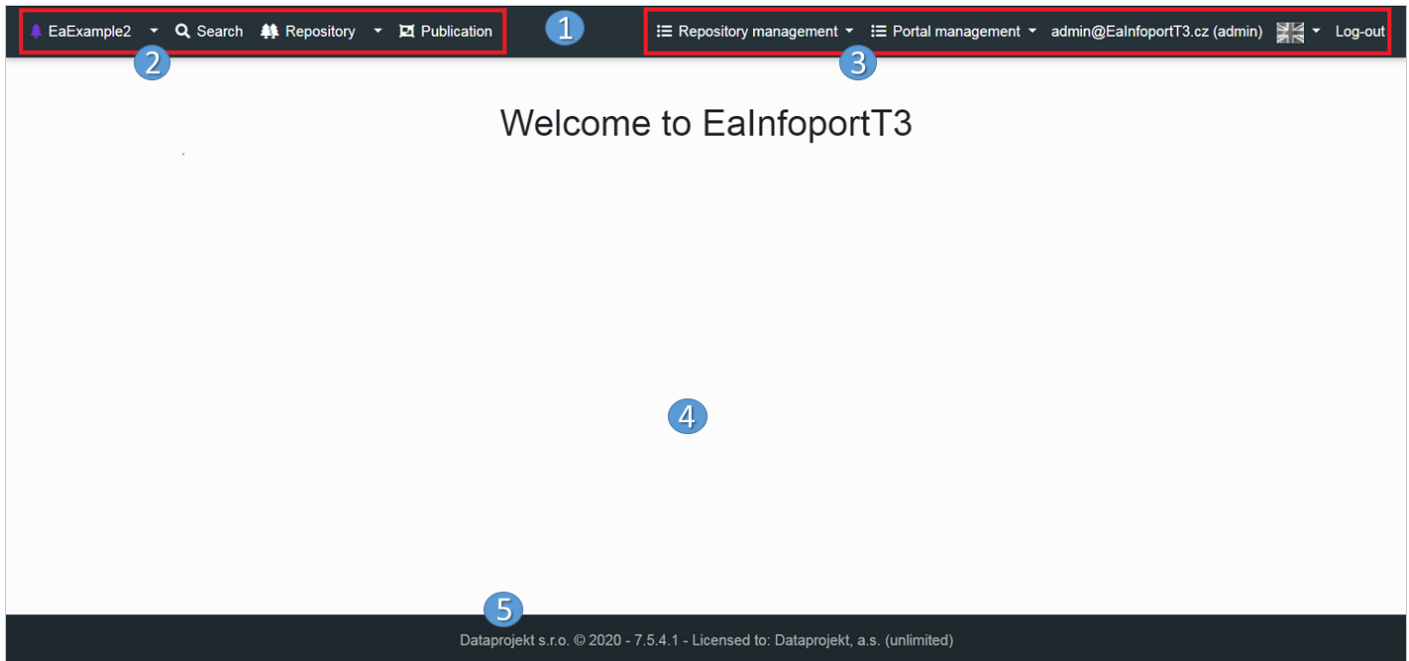 EaExample2 Search Repository Publication 1 Repository management Portal management admin@EaInfoportT3.cz (admin) Log-out
2 3
Welcome to EaInfoportT3
4
5
Dataprojekt s.r.o. © 2020 - 7.5.4.1 - Licensed to: Dataprojekt, a.s. (unlimited)